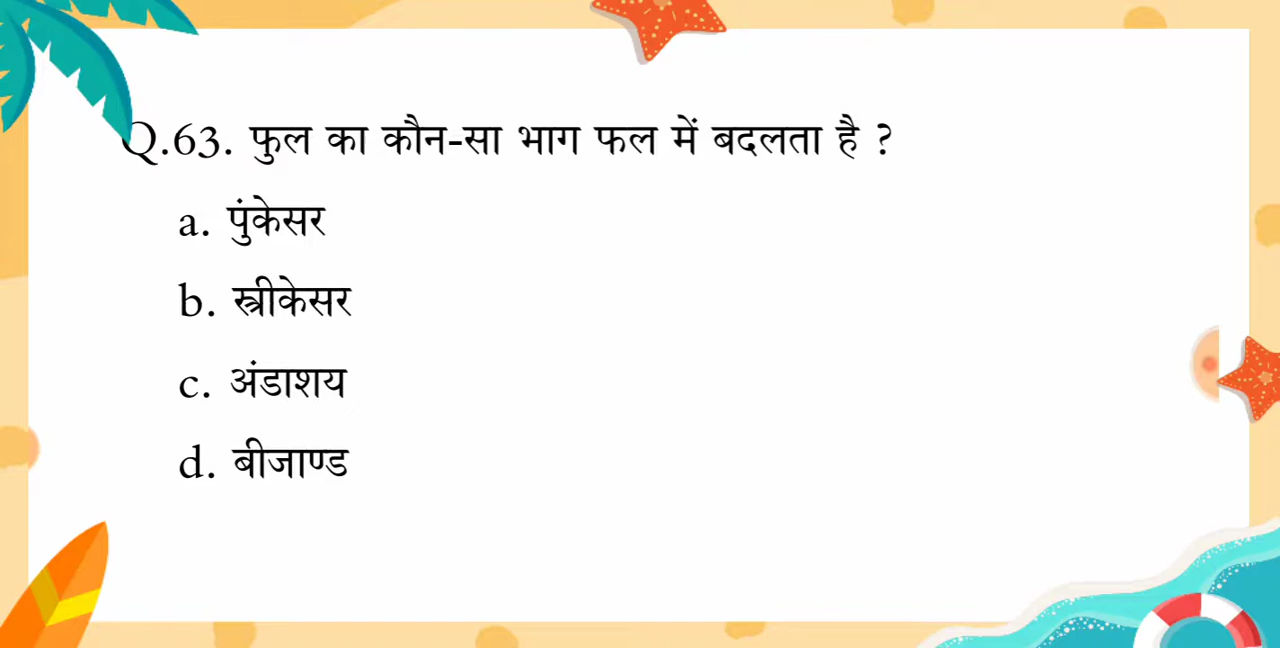 Q.63. फुल का कौन-सा भाग फल में बदलता है ?
a. पुंकेसर
b. स्त्रीकेसर
c. अंडाशय
d. बीजाण्ड